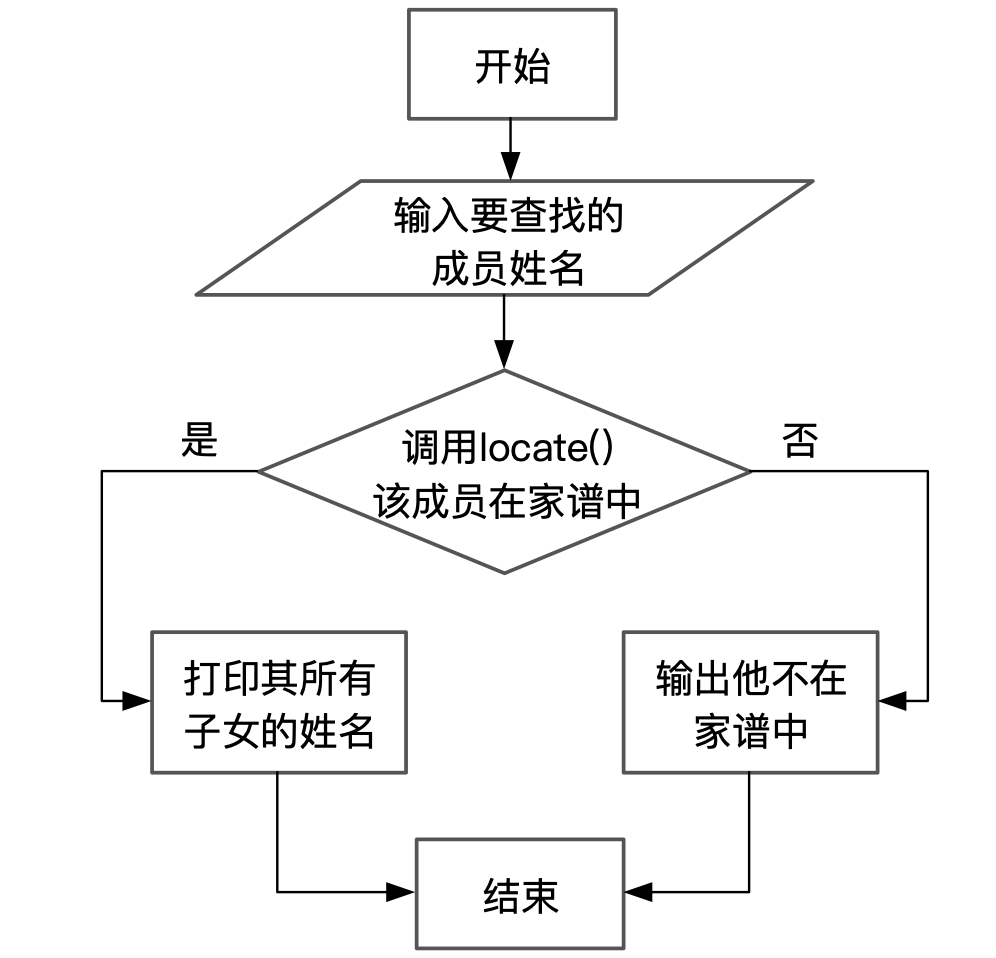 开始
输入要查找的
成员姓名
是
否
调用locate()
该成员在家谱中
打印其所有
子女的姓名
输出他不在
家谱中
结束